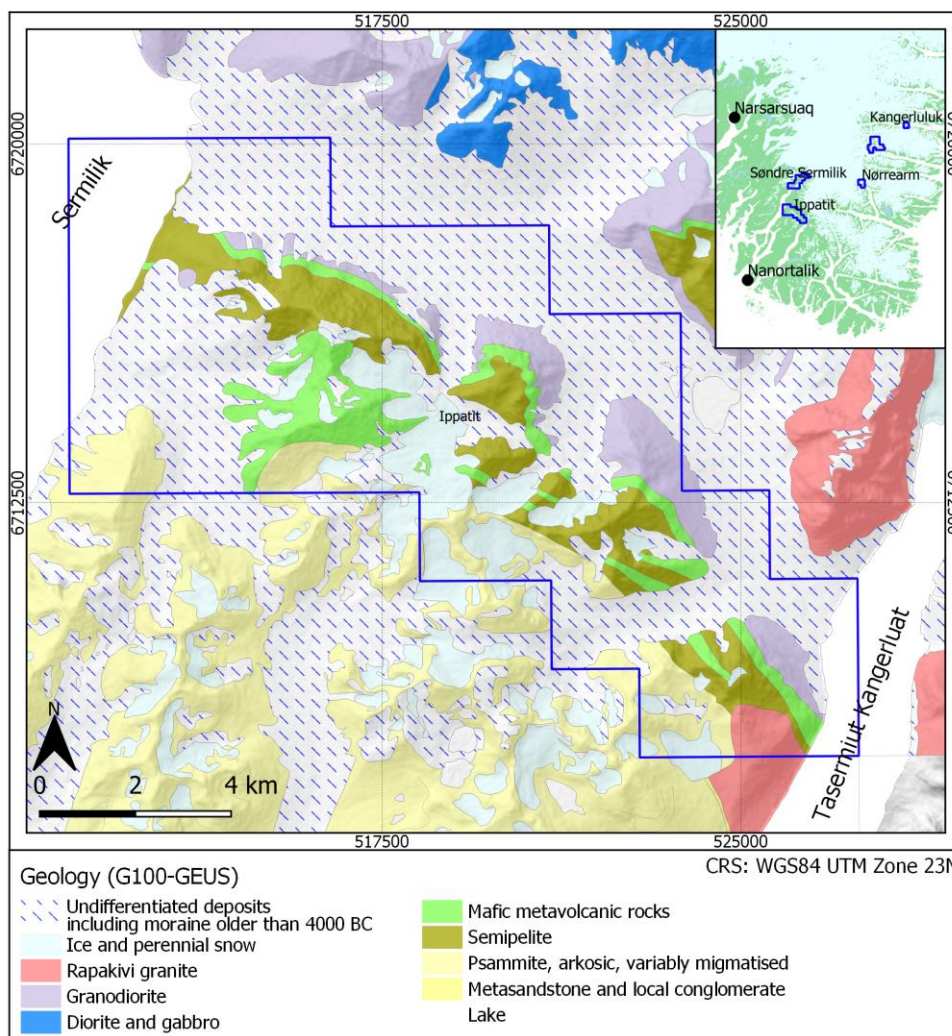 517500
525000
6720000
6720000
Sermilik
Narsarsuaq
Kangerluluk
Søndre Sermilik
Nørrearm
Ippatit
Nanortalik
Ippatit
6712500
6712500
Tasermiut Kangerluat
N
0 2 4 km
517500
525000
Geology (G100-GEUS)
CRS: WGS84 UTM Zone 23N
Undifferentiated deposits
including moraine older than 4000 BC
Ice and perennial snow
Rapakivi granite
Granodiorite
Diorite and gabbro
Mafic metavolcanic rocks
Semipelite
Psammite, arkosic, variably migmatised
Metasandstone and local conglomerate
Lake